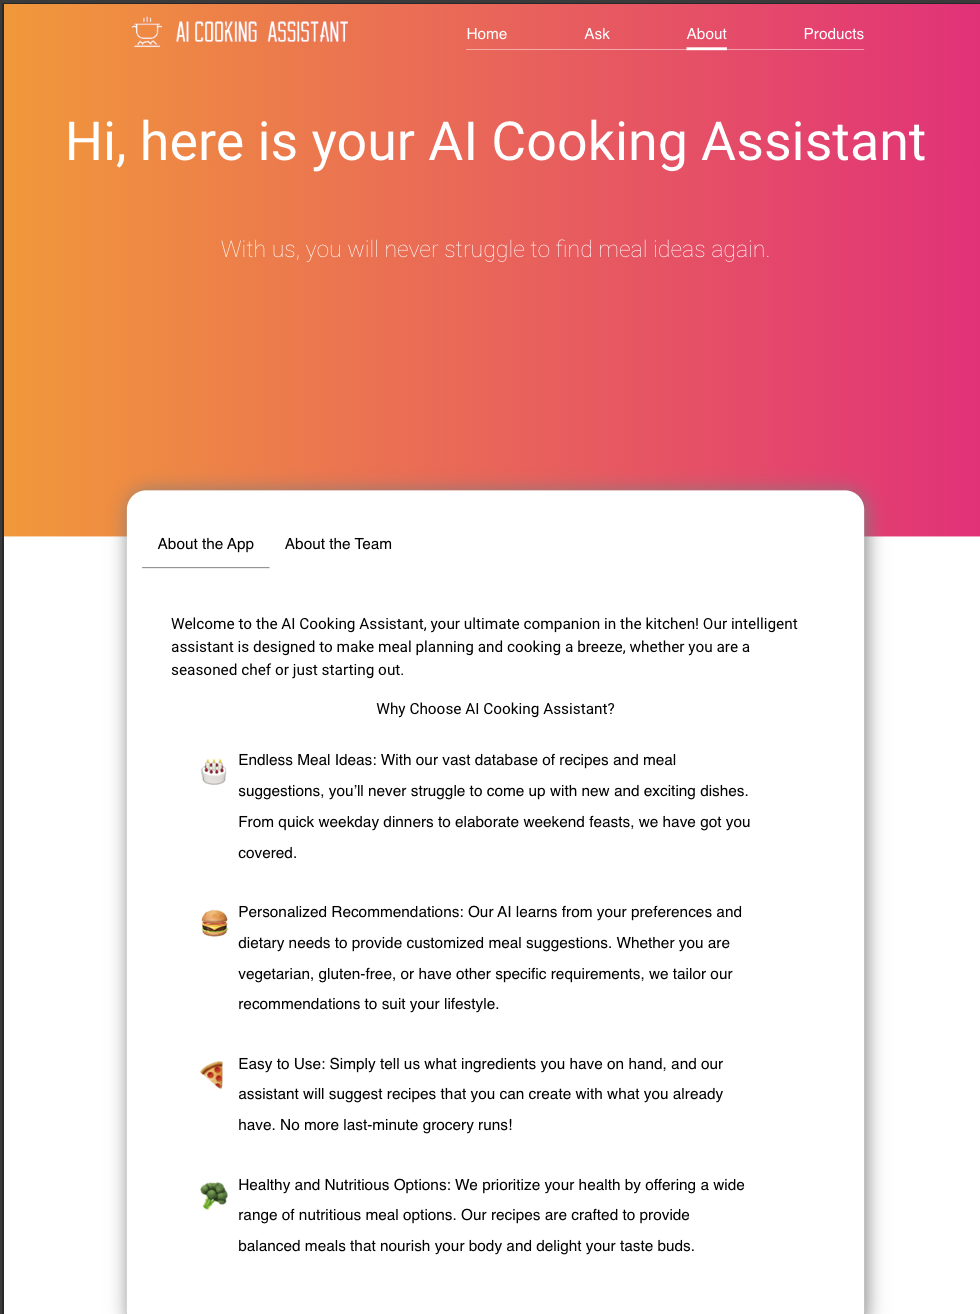 AI COOKING ASSISTANT
Home Ask About Products
Hi, here is your AI Cooking Assistant
With us, you will never struggle to find meal ideas again.
About the App About the Team
Welcome to the AI Cooking Assistant, your ultimate companion in the kitchen! Our intelligent
assistant is designed to make meal planning and cooking a breeze, whether you are a
seasoned chef or just starting out.
Why Choose AI Cooking Assistant?
Endless Meal Ideas: With our vast database of recipes and meal
suggestions, you’ll never struggle to come up with new and exciting dishes.
From quick weekday dinners to elaborate weekend feasts, we have got you
covered.
Personalized Recommendations: Our AI learns from your preferences and
dietary needs to provide customized meal suggestions. Whether you are
vegetarian, gluten-free, or have other specific requirements, we tailor our
recommendations to suit your lifestyle.
Easy to Use: Simply tell us what ingredients you have on hand, and our
assistant will suggest recipes that you can create with what you already
have. No more last-minute grocery runs!
Healthy and Nutritious Options: We prioritize your health by offering a wide
range of nutritious meal options. Our recipes are crafted to provide
balanced meals that nourish your body and delight your taste buds.